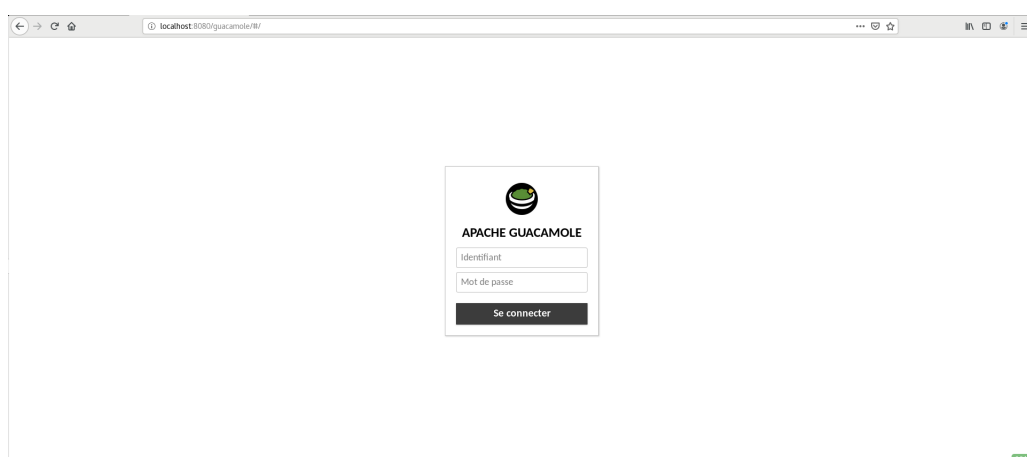 localhost:8080/guacamole/#/
APACHE GUACAMOLE
Identifiant
Mot de passe
Se connecter